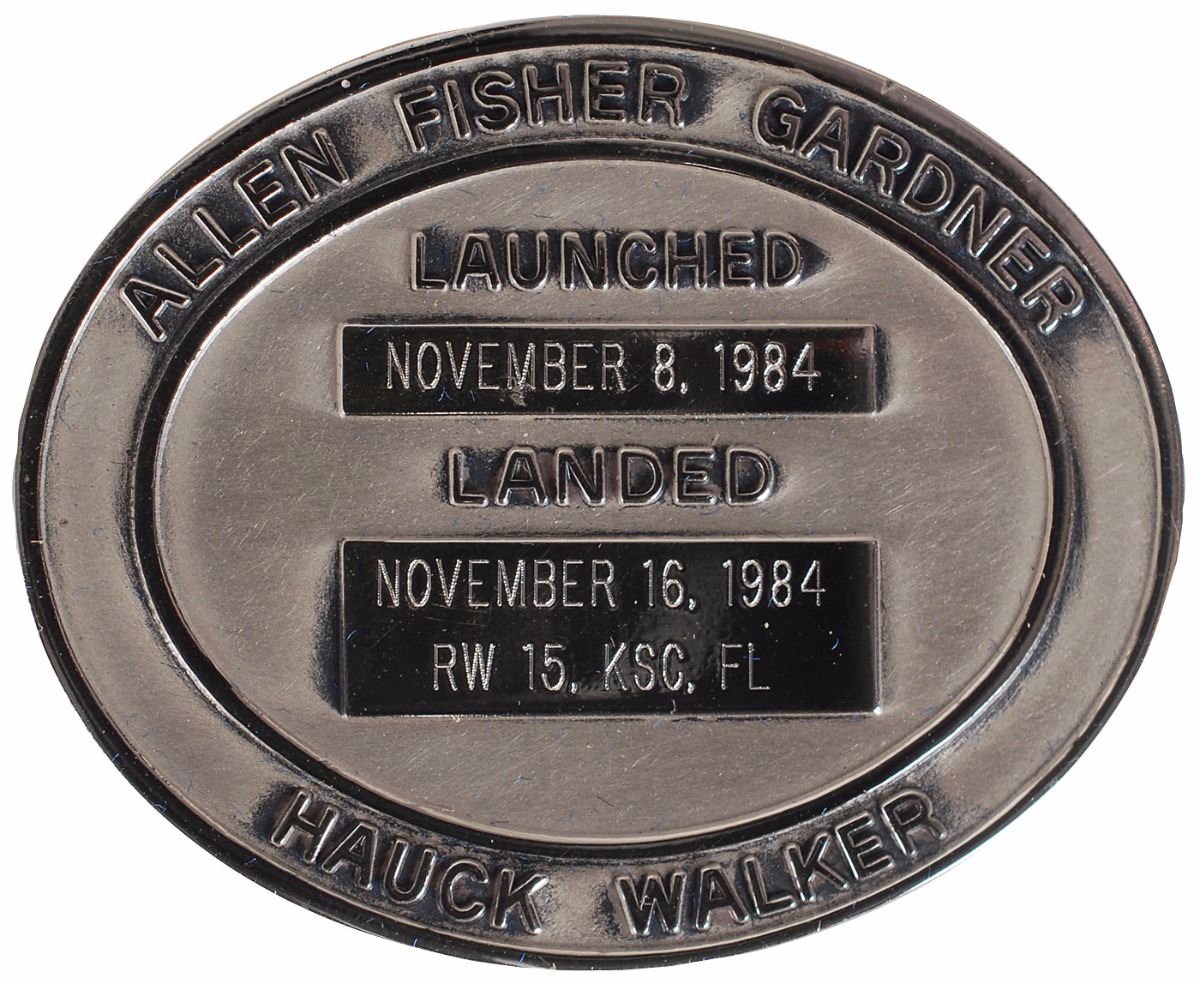 ALLEN FISHER GARDNER
LAUNCHED
NOVEMBER 8, 1984
LANDED
NOVEMBER 16, 1984
RW 15, KSC, FL
HAUCK WALKER